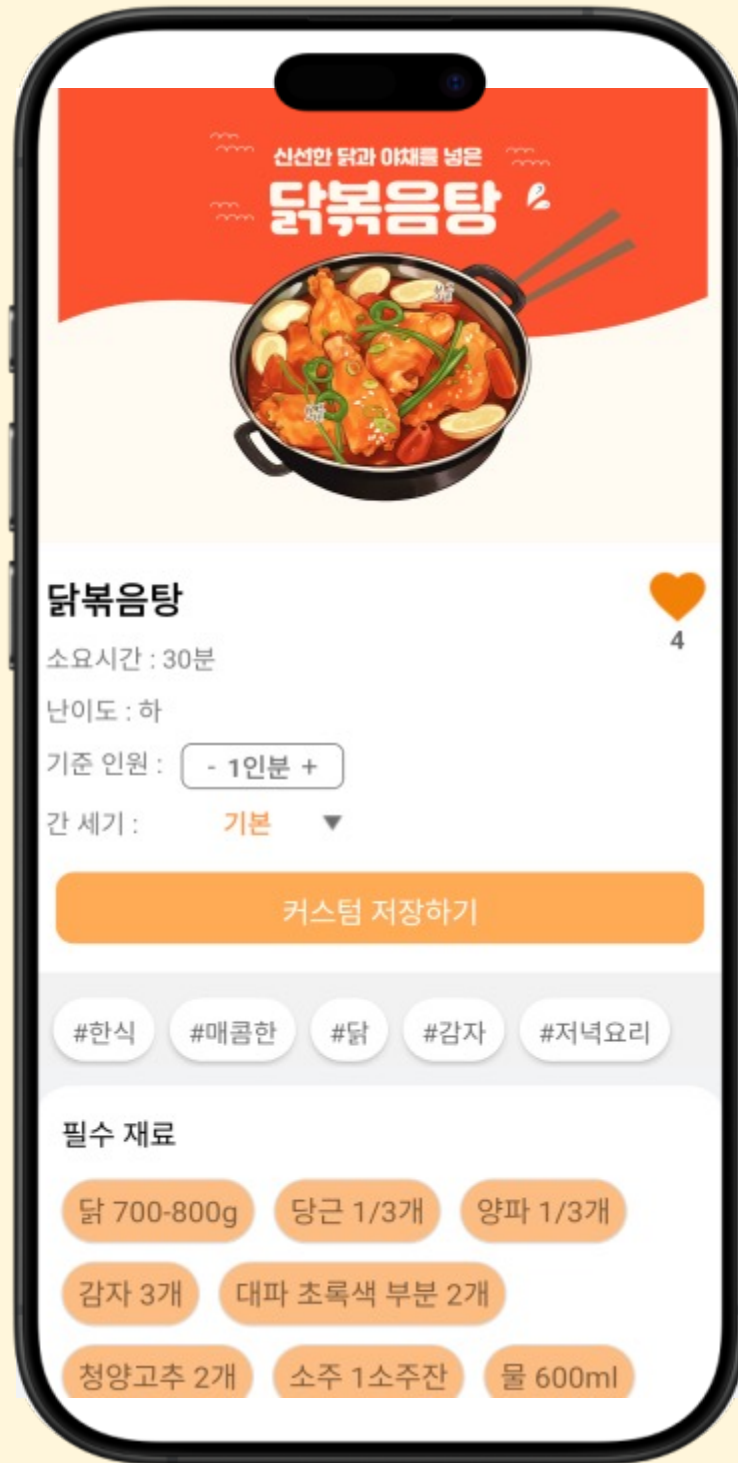 신선한 닭과 야채를 넣은
닭볶음탕
닭볶음탕
4
소요시간 : 30분
난이도 : 하
기준 인원 : - 1인분 +
간 세기 : 기본 ▼
커스텀 저장하기
#한식 #매콤한 #닭 #감자 #저녁요리
필수 재료
닭 700-800g 당근 1/3개 양파 1/3개
감자 3개 대파 초록색 부분 2개
청양고추 2개 소주 1소주잔 물 600ml